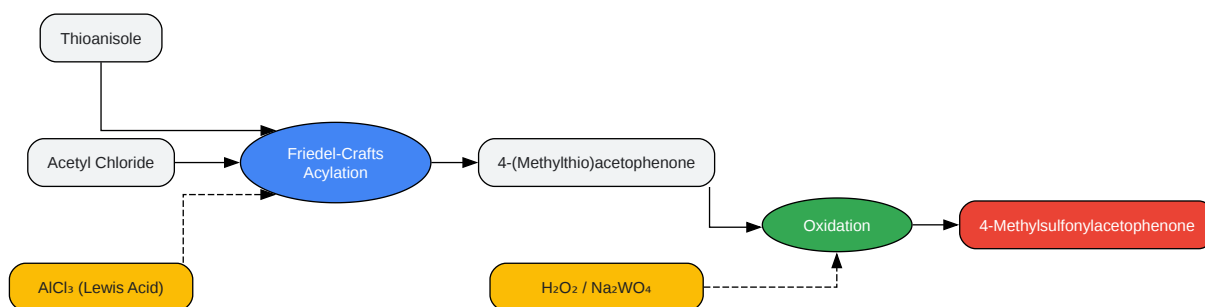 Thioanisole
Acetyl Chloride
Friedel-Crafts
Acylation
4-(Methylthio)acetophenone
Oxidation
4-Methylsulfonylacetophenone
AlCl₃ (Lewis Acid)
H₂O₂ / Na₂WO₄